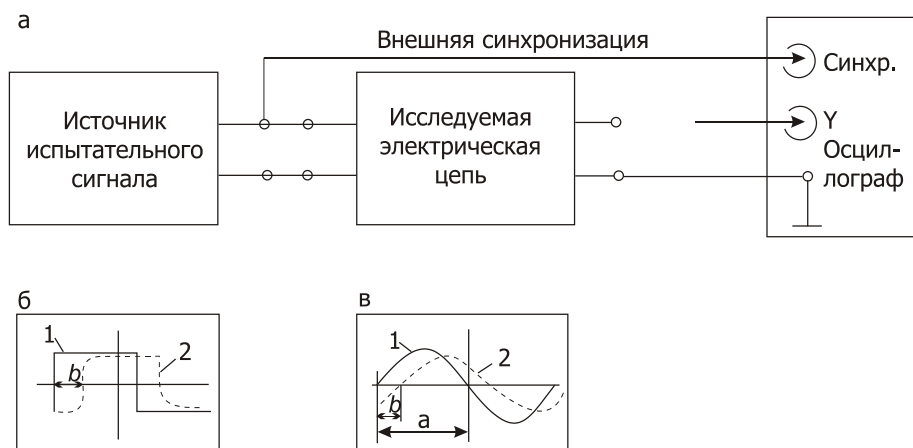 а
Внешняя синхронизация
Источник
испытательного
сигнала
Исследуемая
электрическая
цепь
Синхр.
Y
Осцил-
лограф
б
1
2
b
в
1
2
b
a